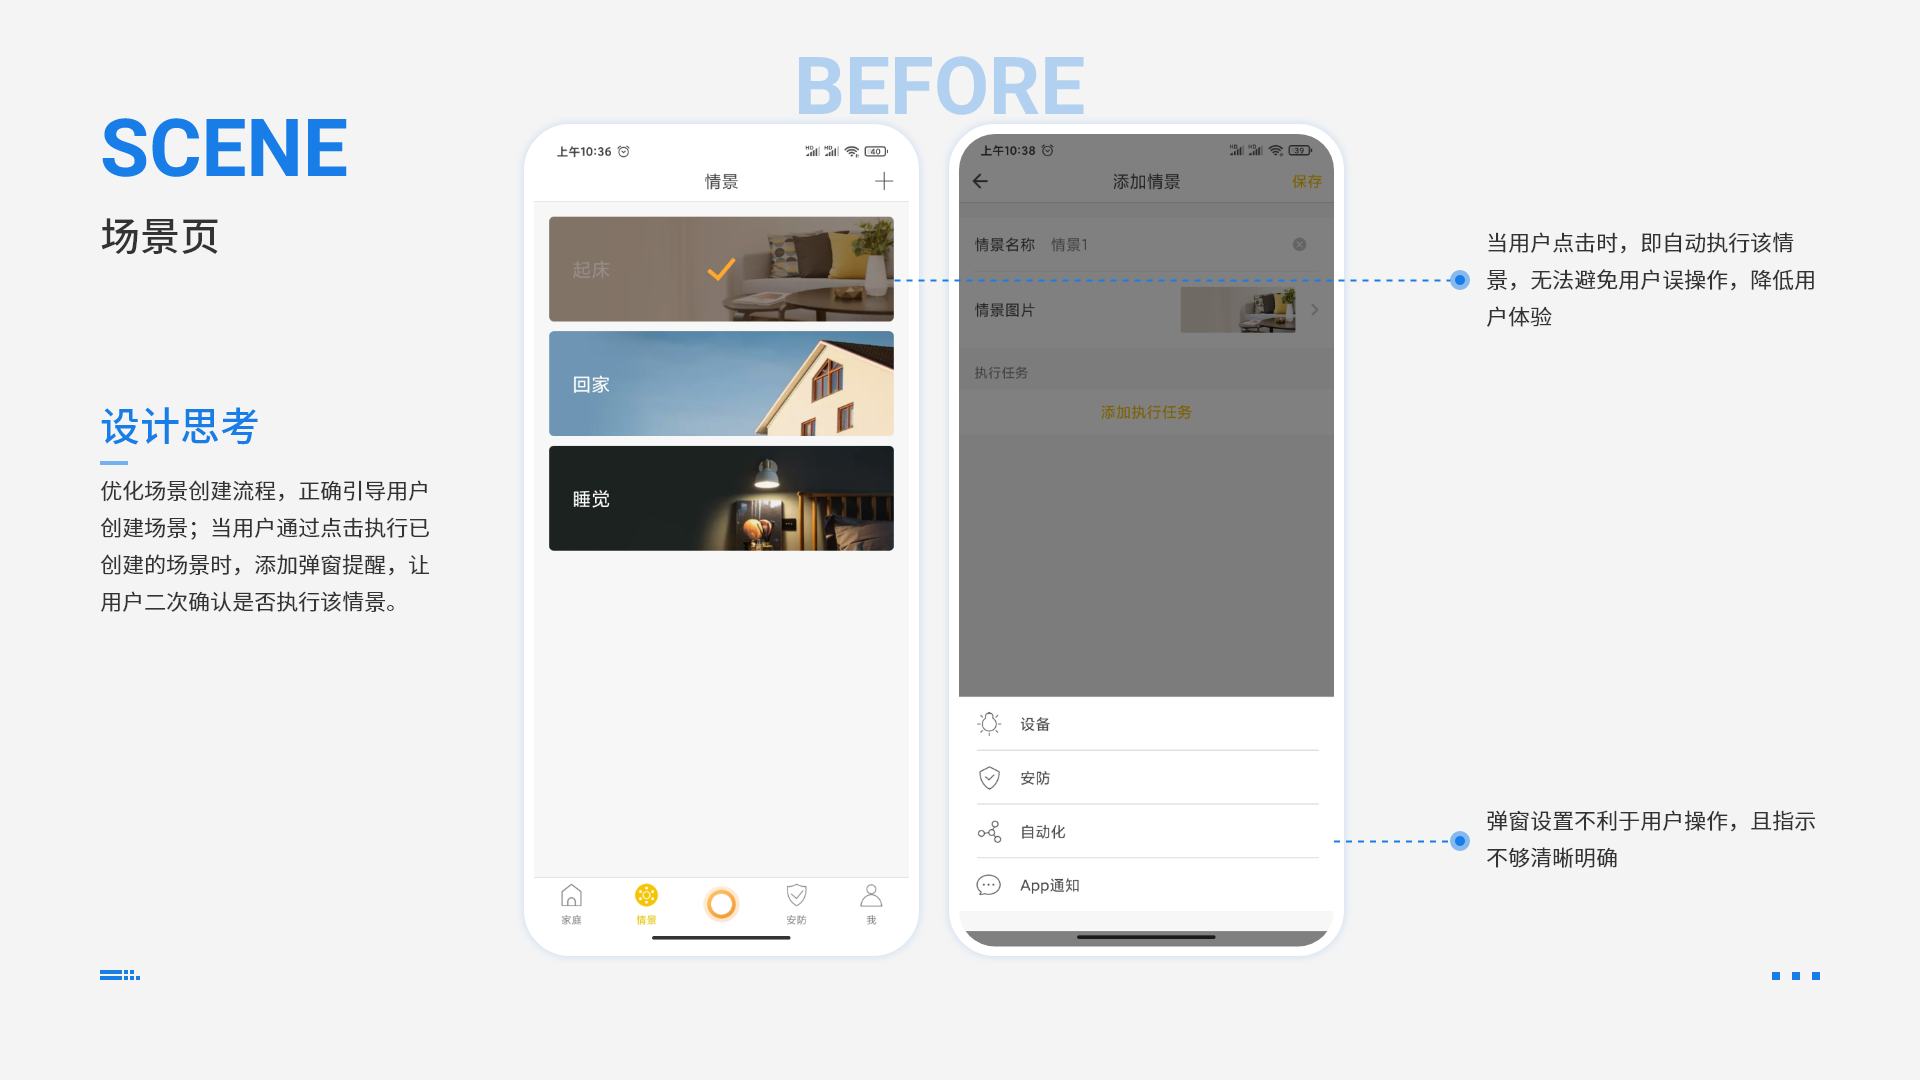 BEFORE
SCENE
场景页
设计思考
优化场景创建流程，正确引导用户
创建场景；当用户通过点击执行已
创建的场景时，添加弹窗提醒，让
用户二次确认是否执行该情景。
上午10:36
HD HD 40
情景
起床
回家
睡觉
家庭
情景
安防
我
上午10:38
HD HD 39
添加情景
保存
情景名称 情景1
情景图片
执行任务
添加执行任务
设备
安防
自动化
App通知
当用户点击时，即自动执行该情
景，无法避免用户误操作，降低用
户体验
弹窗设置不利于用户操作，且指示
不够清晰明确